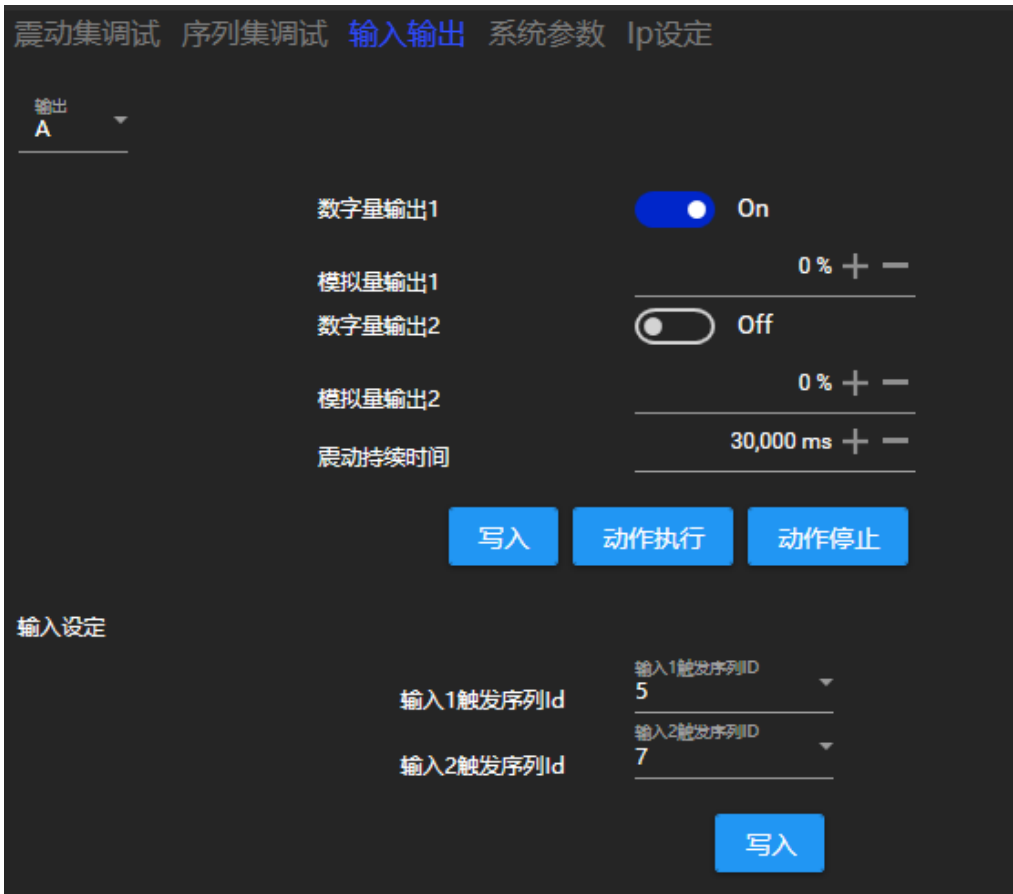 震动集调试 序列集调试 输入输出 系统参数 Ip设定
输出
A
数字量输出1 On
模拟量输出1 0 %
数字量输出2 Off
模拟量输出2 0 %
震动持续时间 30,000 ms
写入 动作执行 动作停止
输入设定
输入1触发序列ID
输入1触发序列Id 5
输入2触发序列ID
输入2触发序列Id 7
写入